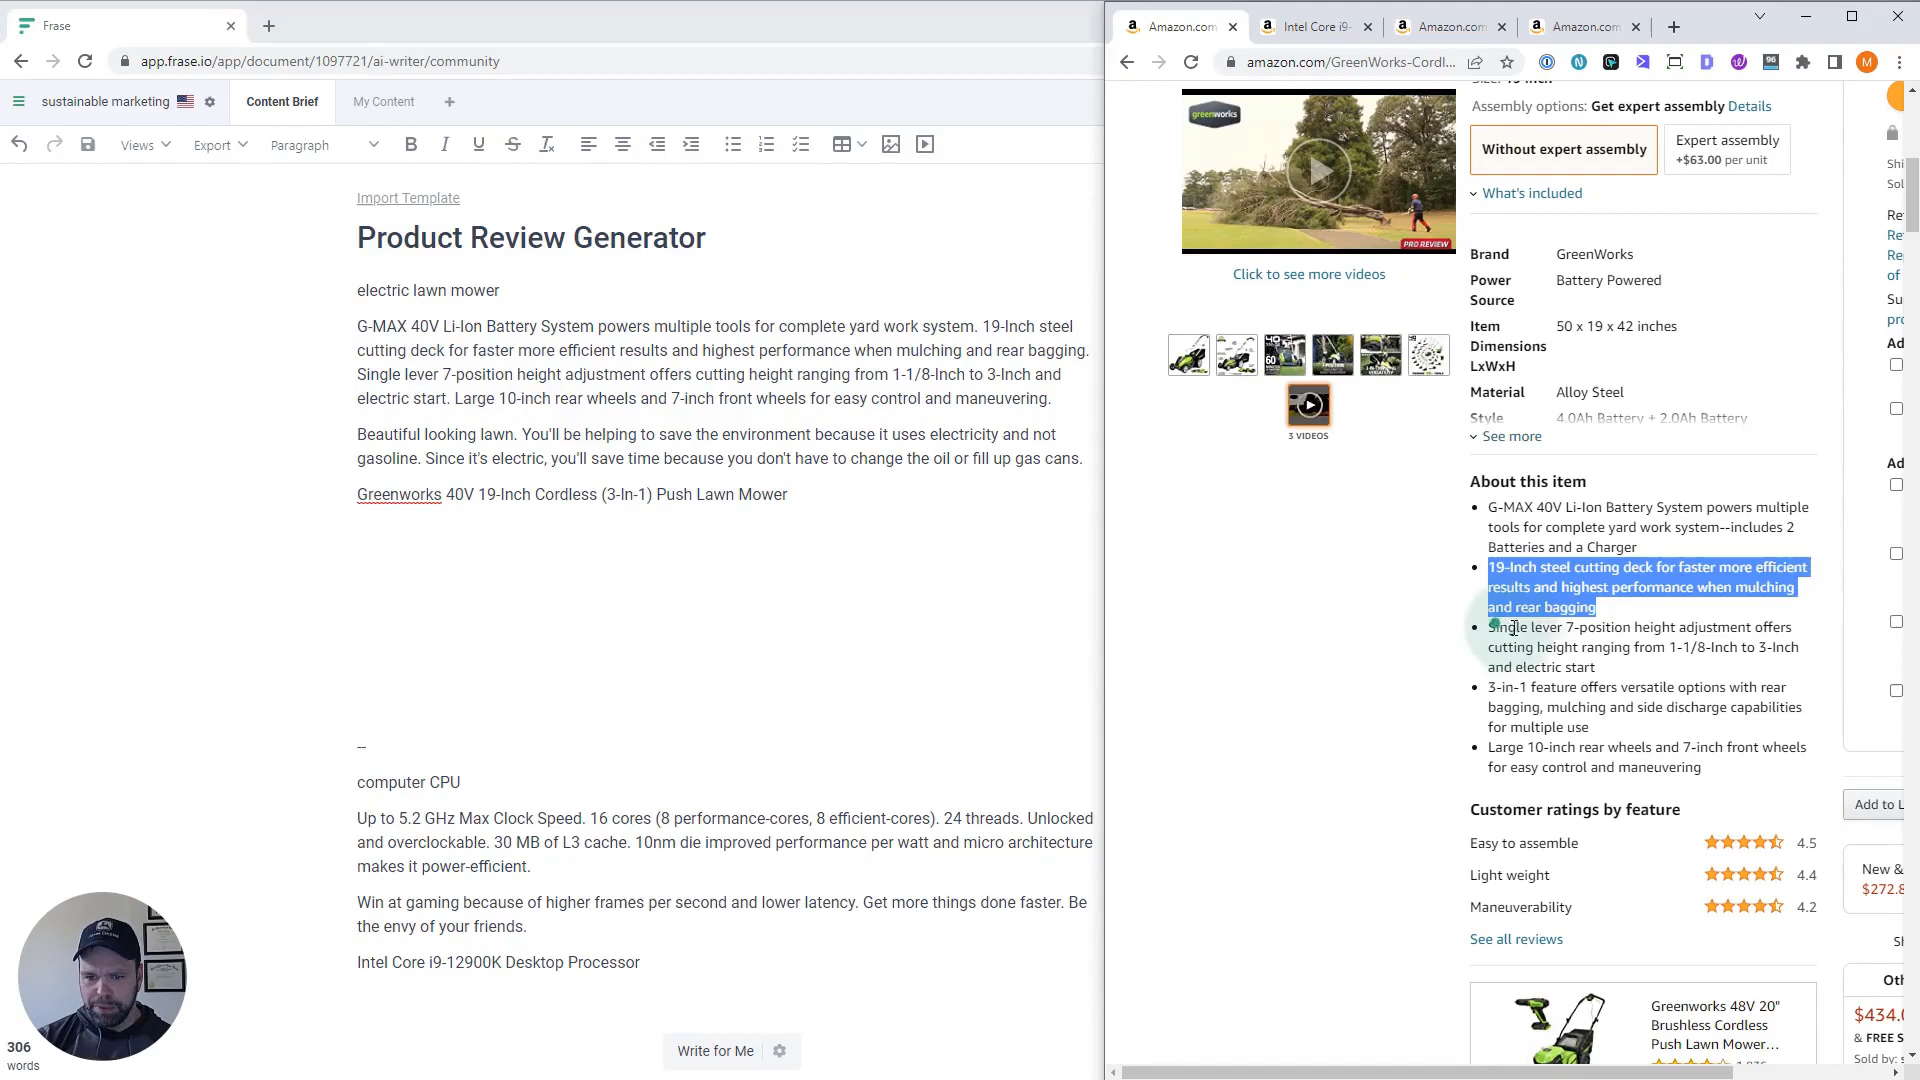 Frase
app.frase.io/app/document/1097721/ai-writer/community
sustainable marketing
Content Brief
My Content
Views
Export
Paragraph
Import Template
Product Review Generator
electric lawn mower
G-MAX 40V Li-Ion Battery System powers multiple tools for complete yard work system. 19-Inch steel
cutting deck for faster more efficient results and highest performance when mulching and rear bagging.
Single lever 7-position height adjustment offers cutting height ranging from 1-1/8-Inch to 3-Inch and
electric start. Large 10-inch rear wheels and 7-inch front wheels for easy control and maneuvering.
Beautiful looking lawn. You'll be helping to save the environment because it uses electricity and not
gasoline. Since it's electric, you'll save time because you don't have to change the oil or fill up gas cans.
Greenworks 40V 19-Inch Cordless (3-In-1) Push Lawn Mower
--
computer CPU
Up to 5.2 GHz Max Clock Speed. 16 cores (8 performance-cores, 8 efficient-cores). 24 threads. Unlocked
and overclockable. 30 MB of L3 cache. 10nm die improved performance per watt and micro architecture
makes it power-efficient.
Win at gaming because of higher frames per second and lower latency. Get more things done faster. Be
the envy of your friends.
Intel Core i9-12900K Desktop Processor
306
words
Write for Me
Amazon.com
Intel Core i9-
Amazon.com
Amazon.com
amazon.com/GreenWorks-Cordl...
96
M
greenworks
PRO REVIEW
Click to see more videos
3 VIDEOS
Assembly options: Get expert assembly Details
Without expert assembly
Expert assembly
+$63.00 per unit
What's included
Brand GreenWorks
Power Source Battery Powered
Item Dimensions LxWxH 50 x 19 x 42 inches
Material Alloy Steel
Style 4.0Ah Battery + 2.0Ah Battery
See more
About this item
G-MAX 40V Li-Ion Battery System powers multiple
tools for complete yard work system--includes 2
Batteries and a Charger
19-Inch steel cutting deck for faster more efficient
results and highest performance when mulching
and rear bagging
Single lever 7-position height adjustment offers
cutting height ranging from 1-1/8-Inch to 3-Inch
and electric start
3-in-1 feature offers versatile options with rear
bagging, mulching and side discharge capabilities
for multiple use
Large 10-inch rear wheels and 7-inch front wheels
for easy control and maneuvering
Customer ratings by feature
Easy to assemble 4.5
Light weight 4.4
Maneuverability 4.2
See all reviews
Greenworks 48V 20"
Brushless Cordless
Push Lawn Mower...
Add to L
New &
$272.8
$434.0
& FREE S
Sold by: